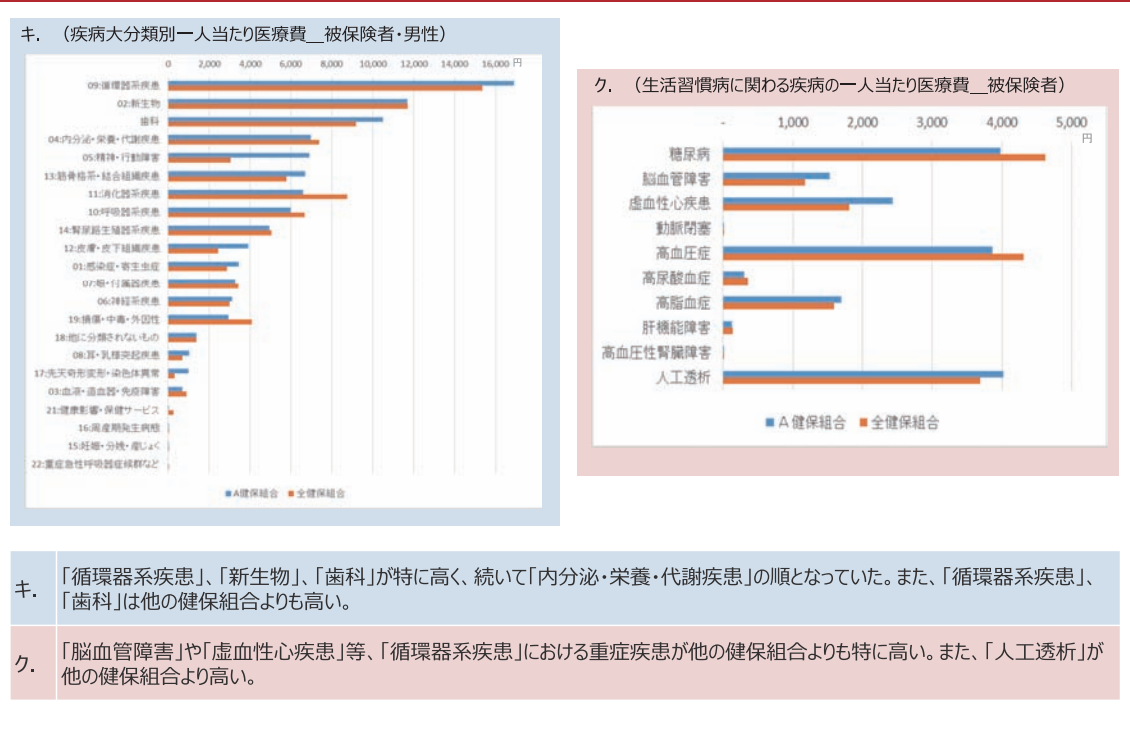 キ. （疾病大分類別一人当たり医療費__被保険者・男性）
0 2,000 4,000 6,000 8,000 10,000 12,000 14,000 16,000 円
09:循環器系疾患
02:新生物
歯科
04:内分泌・栄養・代謝疾患
05:精神・行動障害
13:筋骨格系・結合組織疾患
11:消化器系疾患
10:呼吸器系疾患
14:腎尿路生殖器系疾患
12:皮膚・皮下組織疾患
01:感染症・寄生虫症
07:眼・付属器疾患
06:神経系疾患
19:損傷・中毒・外因性
18:他に分類されないもの
08:耳・乳様突起疾患
17:先天奇形変形・染色体異常
03:血液・造血器・免疫障害
21:健康影響・保健サービス
16:周産期発生病態
15:妊娠・分娩・産じょく
22:重症急性呼吸器症候群など
■A健保組合 ■全健保組合
ク. （生活習慣病に関わる疾病の一人当たり医療費__被保険者）
- 1,000 2,000 3,000 4,000 5,000
円
糖尿病
脳血管障害
虚血性心疾患
動脈閉塞
高血圧症
高尿酸血症
高脂血症
肝機能障害
高血圧性腎臓障害
人工透析
■A健保組合 ■全健保組合
キ. 「循環器系疾患」、「新生物」、「歯科」が特に高く、続いて「内分泌・栄養・代謝疾患」の順となっていた。また、「循環器系疾患」、
「歯科」は他の健保組合よりも高い。
ク. 「脳血管障害」や「虚血性心疾患」等、「循環器系疾患」における重症疾患が他の健保組合よりも特に高い。また、「人工透析」が
他の健保組合より高い。